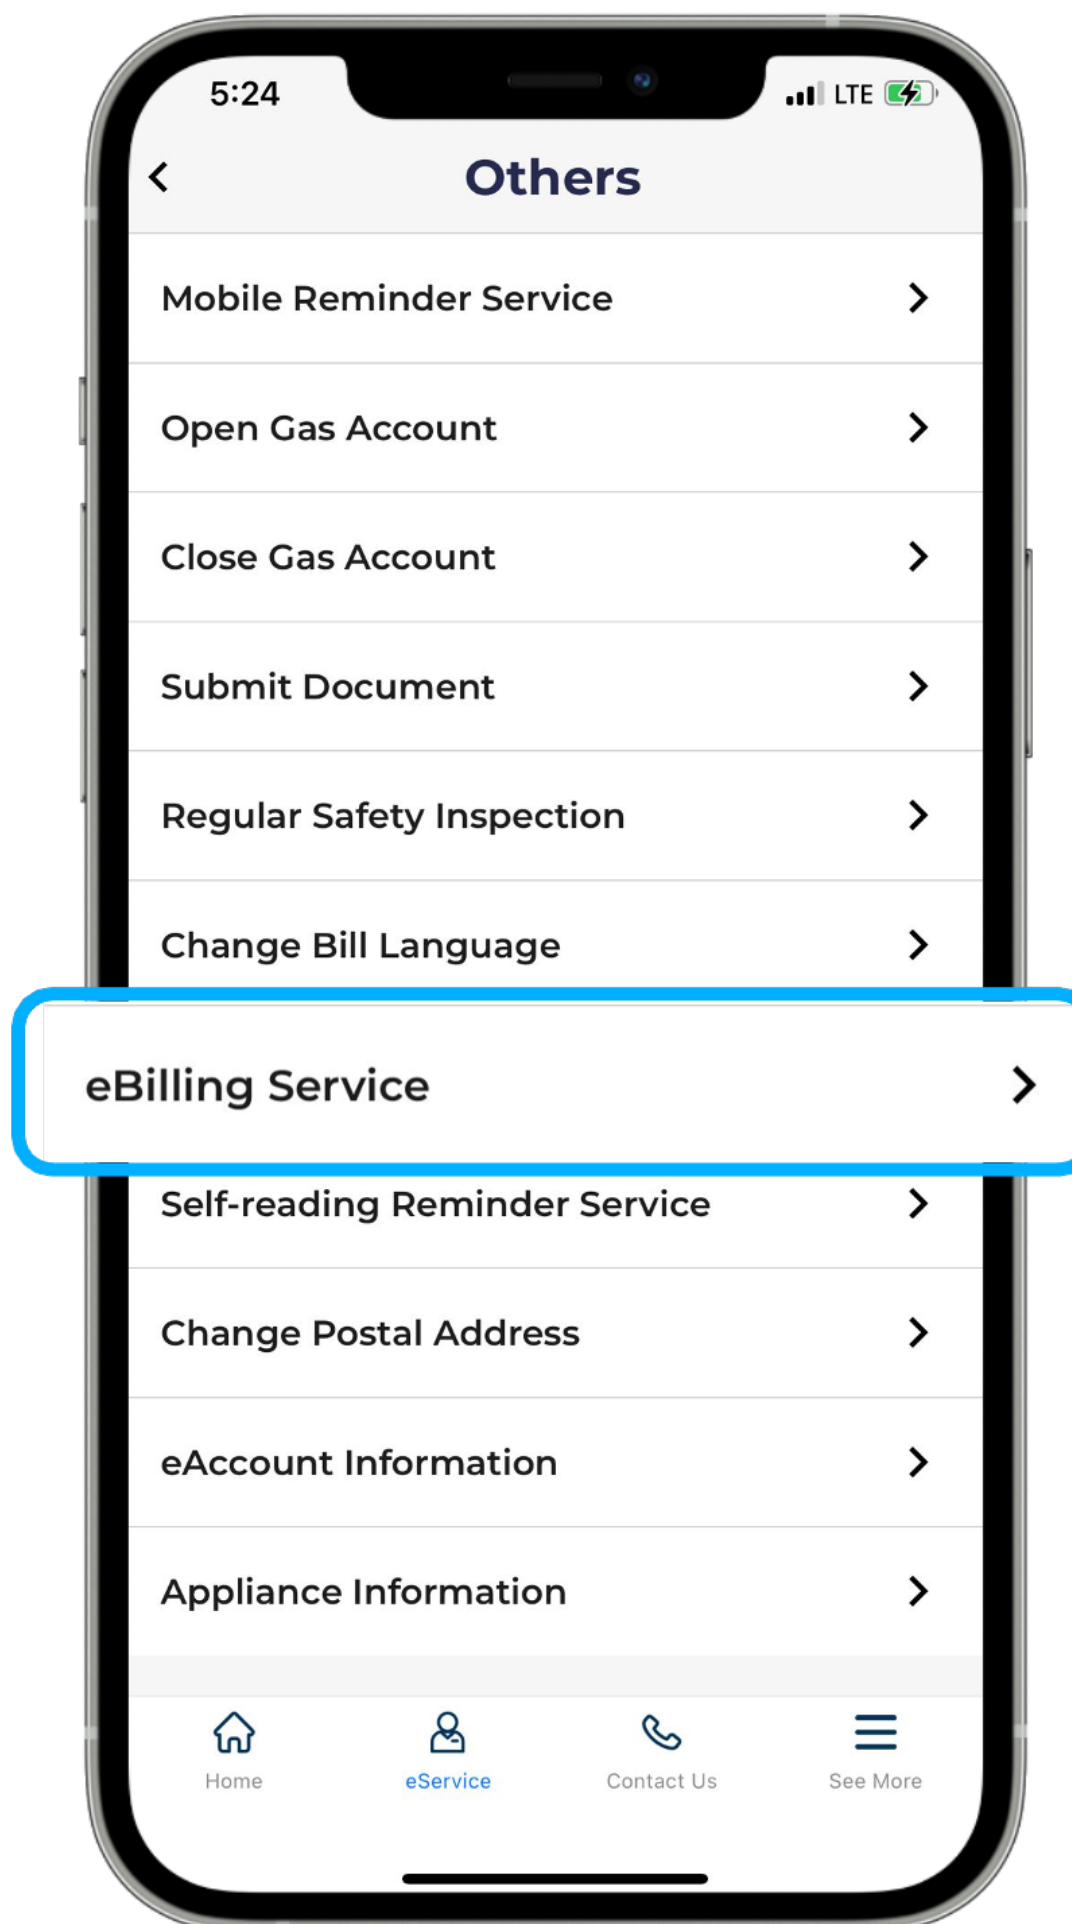 5:24
LTE
Others
Mobile Reminder Service
Open Gas Account
Close Gas Account
Submit Document
Regular Safety Inspection
Change Bill Language
eBilling Service
Self-reading Reminder Service
Change Postal Address
eAccount Information
Appliance Information
Home
eService
Contact Us
See More